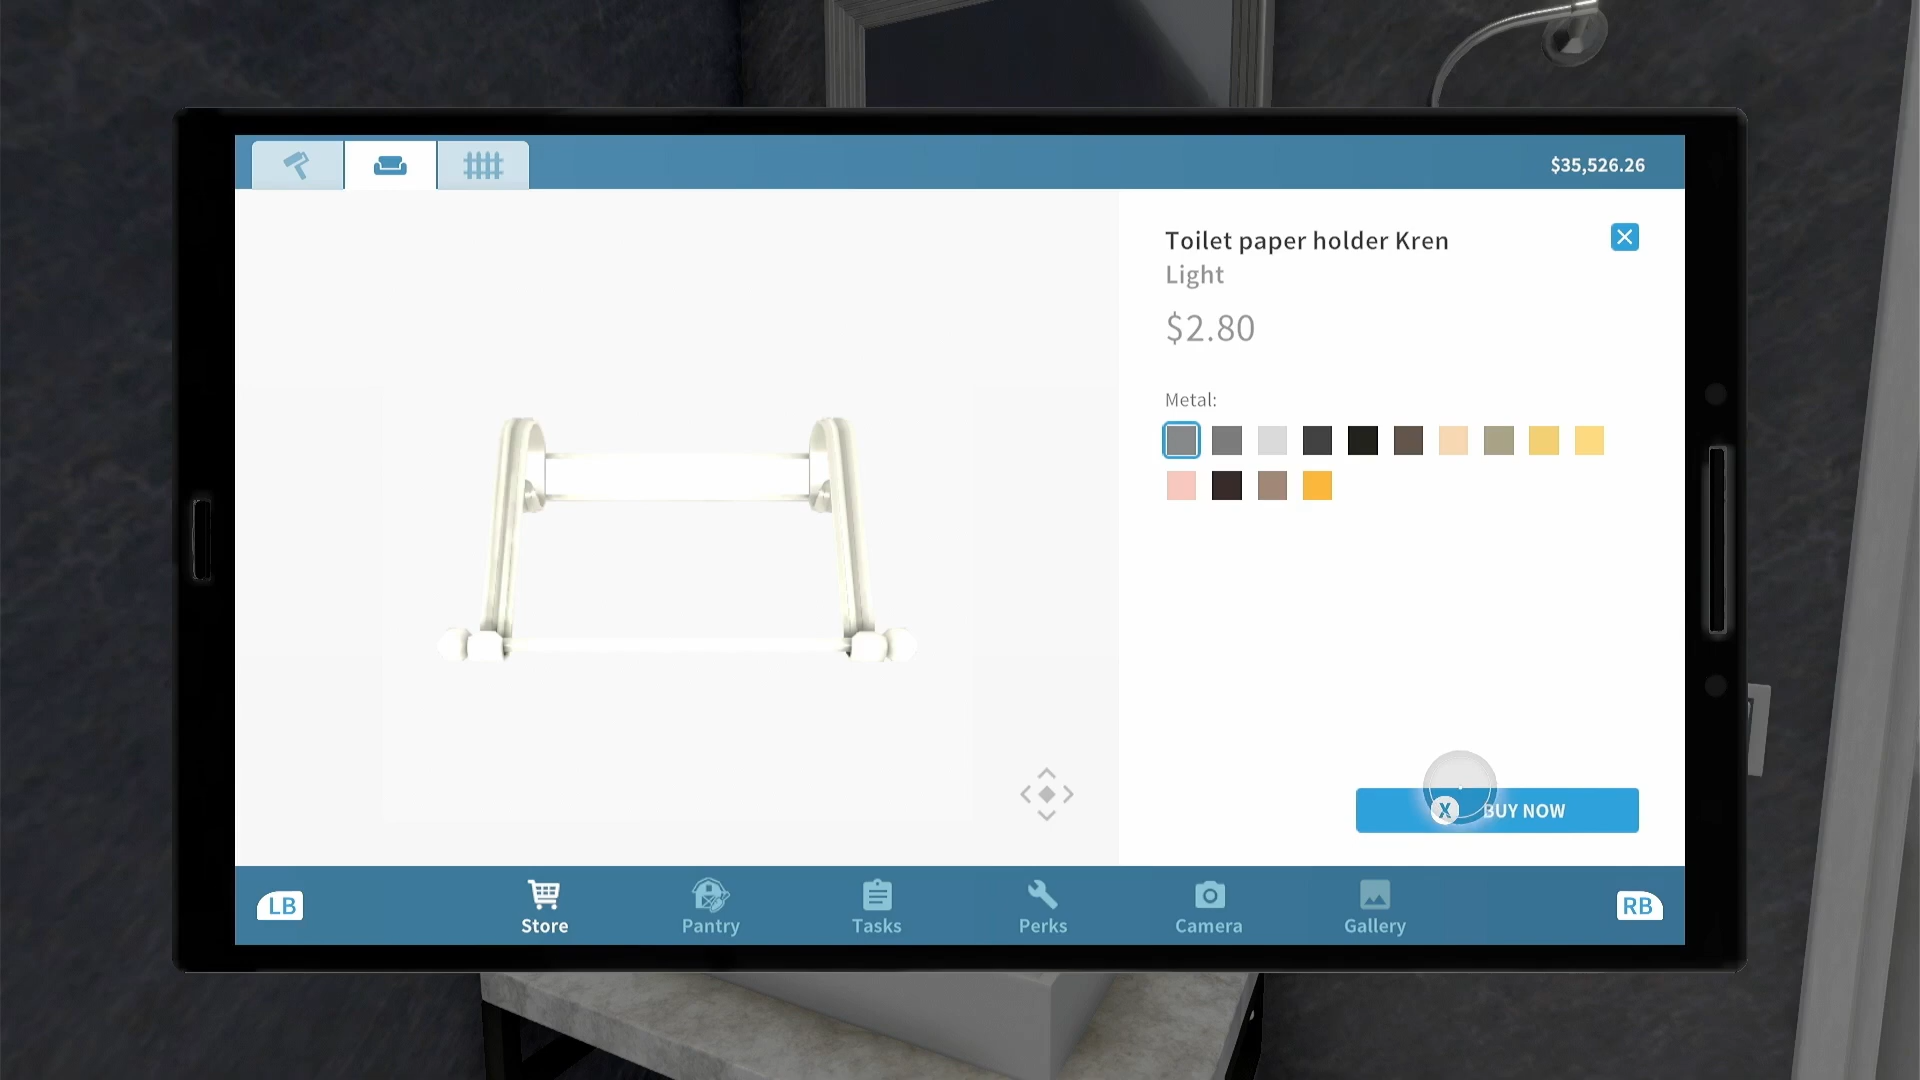 $35,526.26
Toilet paper holder Kren
Light
$2.80
Metal:
X BUY NOW
LB
Store
Pantry
Tasks
Perks
Camera
Gallery
RB